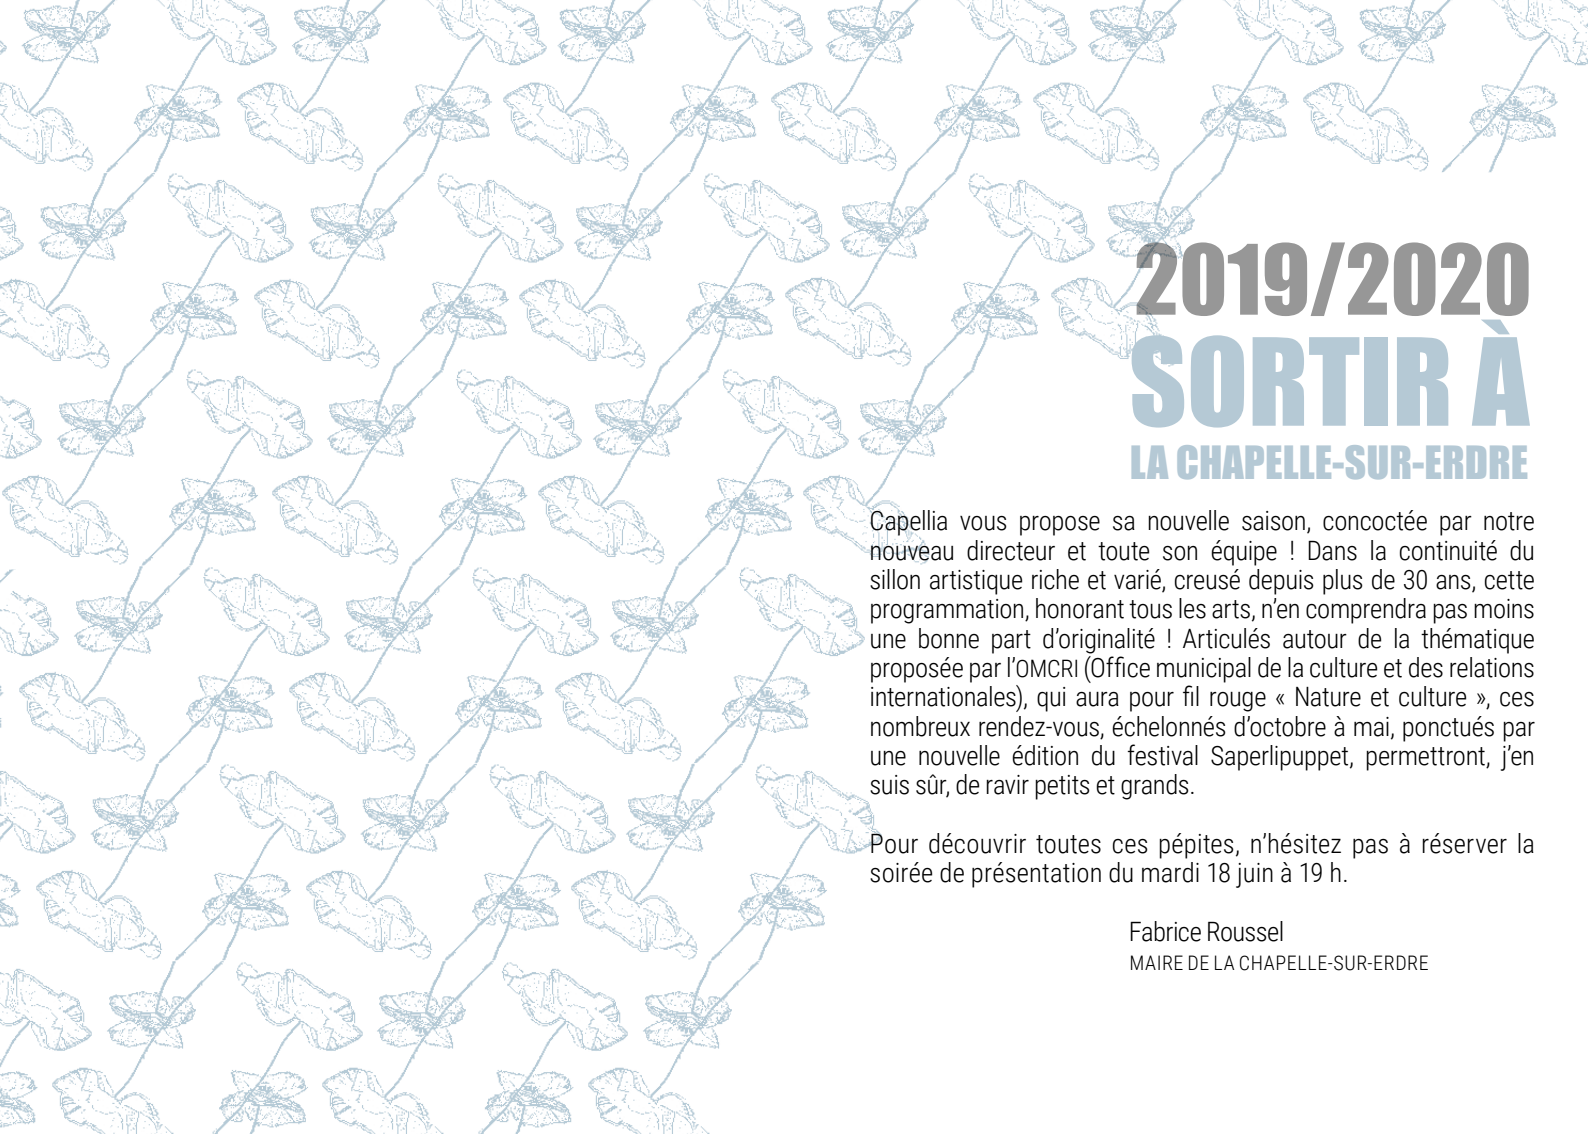 2019/2020
SORTIR À
LA CHAPELLE-SUR-ERDRE
Capellia vous propose sa nouvelle saison, concoctée par notre
nouveau directeur et toute son équipe ! Dans la continuité du
sillon artistique riche et varié, creusé depuis plus de 30 ans, cette
programmation, honorant tous les arts, n’en comprendra pas moins
une bonne part d’originalité ! Articulés autour de la thématique
proposée par l’OMCRI (Office municipal de la culture et des relations
internationales), qui aura pour fil rouge « Nature et culture », ces
nombreux rendez-vous, échelonnés d’octobre à mai, ponctués par
une nouvelle édition du festival Saperlipuppet, permettront, j’en
suis sûr, de ravir petits et grands.
Pour découvrir toutes ces pépites, n’hésitez pas à réserver la
soirée de présentation du mardi 18 juin à 19 h.
Fabrice Roussel
MAIRE DE LA CHAPELLE-SUR-ERDRE